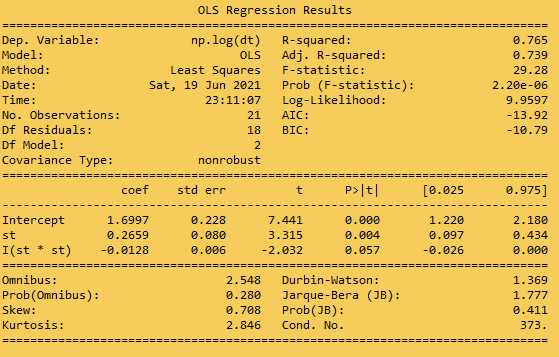 OLS Regression Results
==============================================================================
Dep. Variable:             np.log(dt)   R-squared:                       0.765
Model:                            OLS   Adj. R-squared:                  0.739
Method:                 Least Squares   F-statistic:                     29.28
Date:                Sat, 19 Jun 2021   Prob (F-statistic):           2.20e-06
Time:                        23:11:07   Log-Likelihood:                 9.9597
No. Observations:                  21   AIC:                            -13.92
Df Residuals:                      18   BIC:                            -10.79
Df Model:                           2
Covariance Type:            nonrobust
==============================================================================
                 coef    std err          t      P>|t|      [0.025      0.975]
------------------------------------------------------------------------------
Intercept      1.6997      0.228      7.441      0.000       1.220       2.180
st             0.2659      0.080      3.315      0.004       0.097       0.434
I(st * st)    -0.0128      0.006     -2.032      0.057      -0.026       0.000
==============================================================================
Omnibus:                        2.548   Durbin-Watson:                   1.369
Prob(Omnibus):                  0.280   Jarque-Bera (JB):                1.777
Skew:                           0.708   Prob(JB):                        0.411
Kurtosis:                       2.846   Cond. No.                         373.
==============================================================================